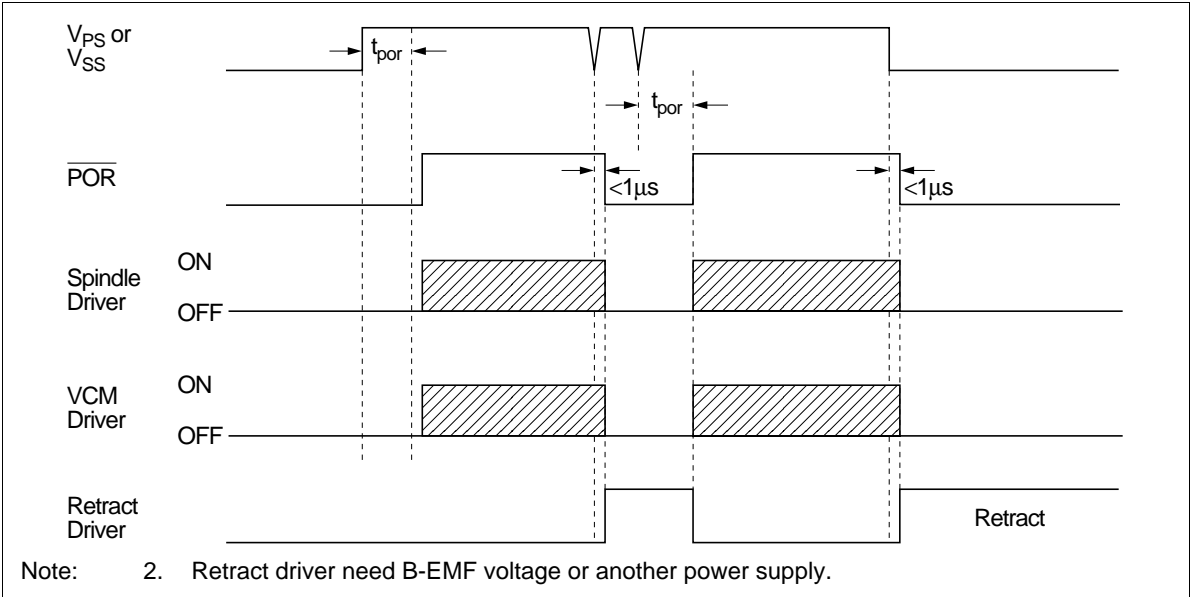 VPS or
VSS
tpor
tpor
POR
<1μs
<1μs
Spindle
Driver
ON
OFF
VCM
Driver
ON
OFF
Retract
Driver
Retract
Note: 2. Retract driver need B-EMF voltage or another power supply.